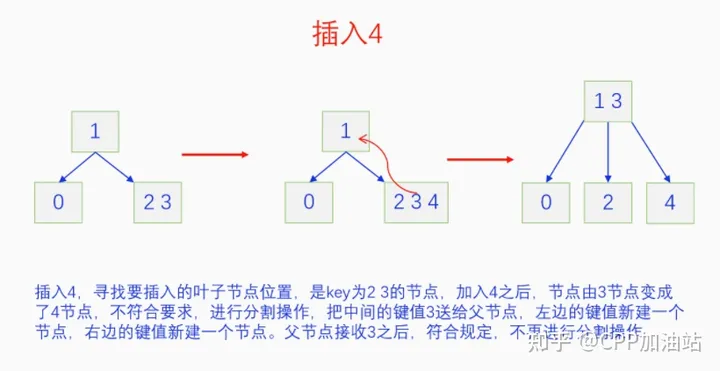 插入4
1 3
1
1
0
2 3
0
2 3 4
0
2
4
插入4，寻找要插入的叶子节点位置，是key为2 3的节点，加入4之后，节点由3节点变成
了4节点，不符合要求，进行分割操作，把中间的键值3送给父节点，左边的键值新建一个
节点，右边的键值新建一个节点。父节点接收3之后，符合规定，不再进行分割操作
知乎 @CPP加油站